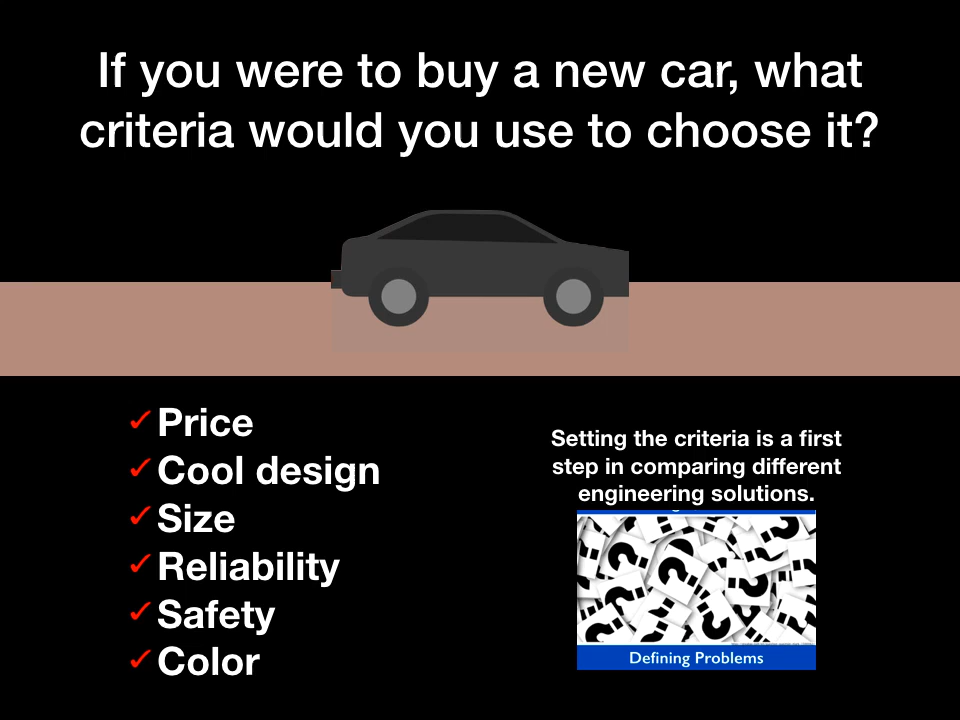 If you were to buy a new car, what
criteria would you use to choose it?
Price
Cool design
Size
Reliability
Safety
Color
Setting the criteria is a first
step in comparing different
engineering solutions.
Defining Problems